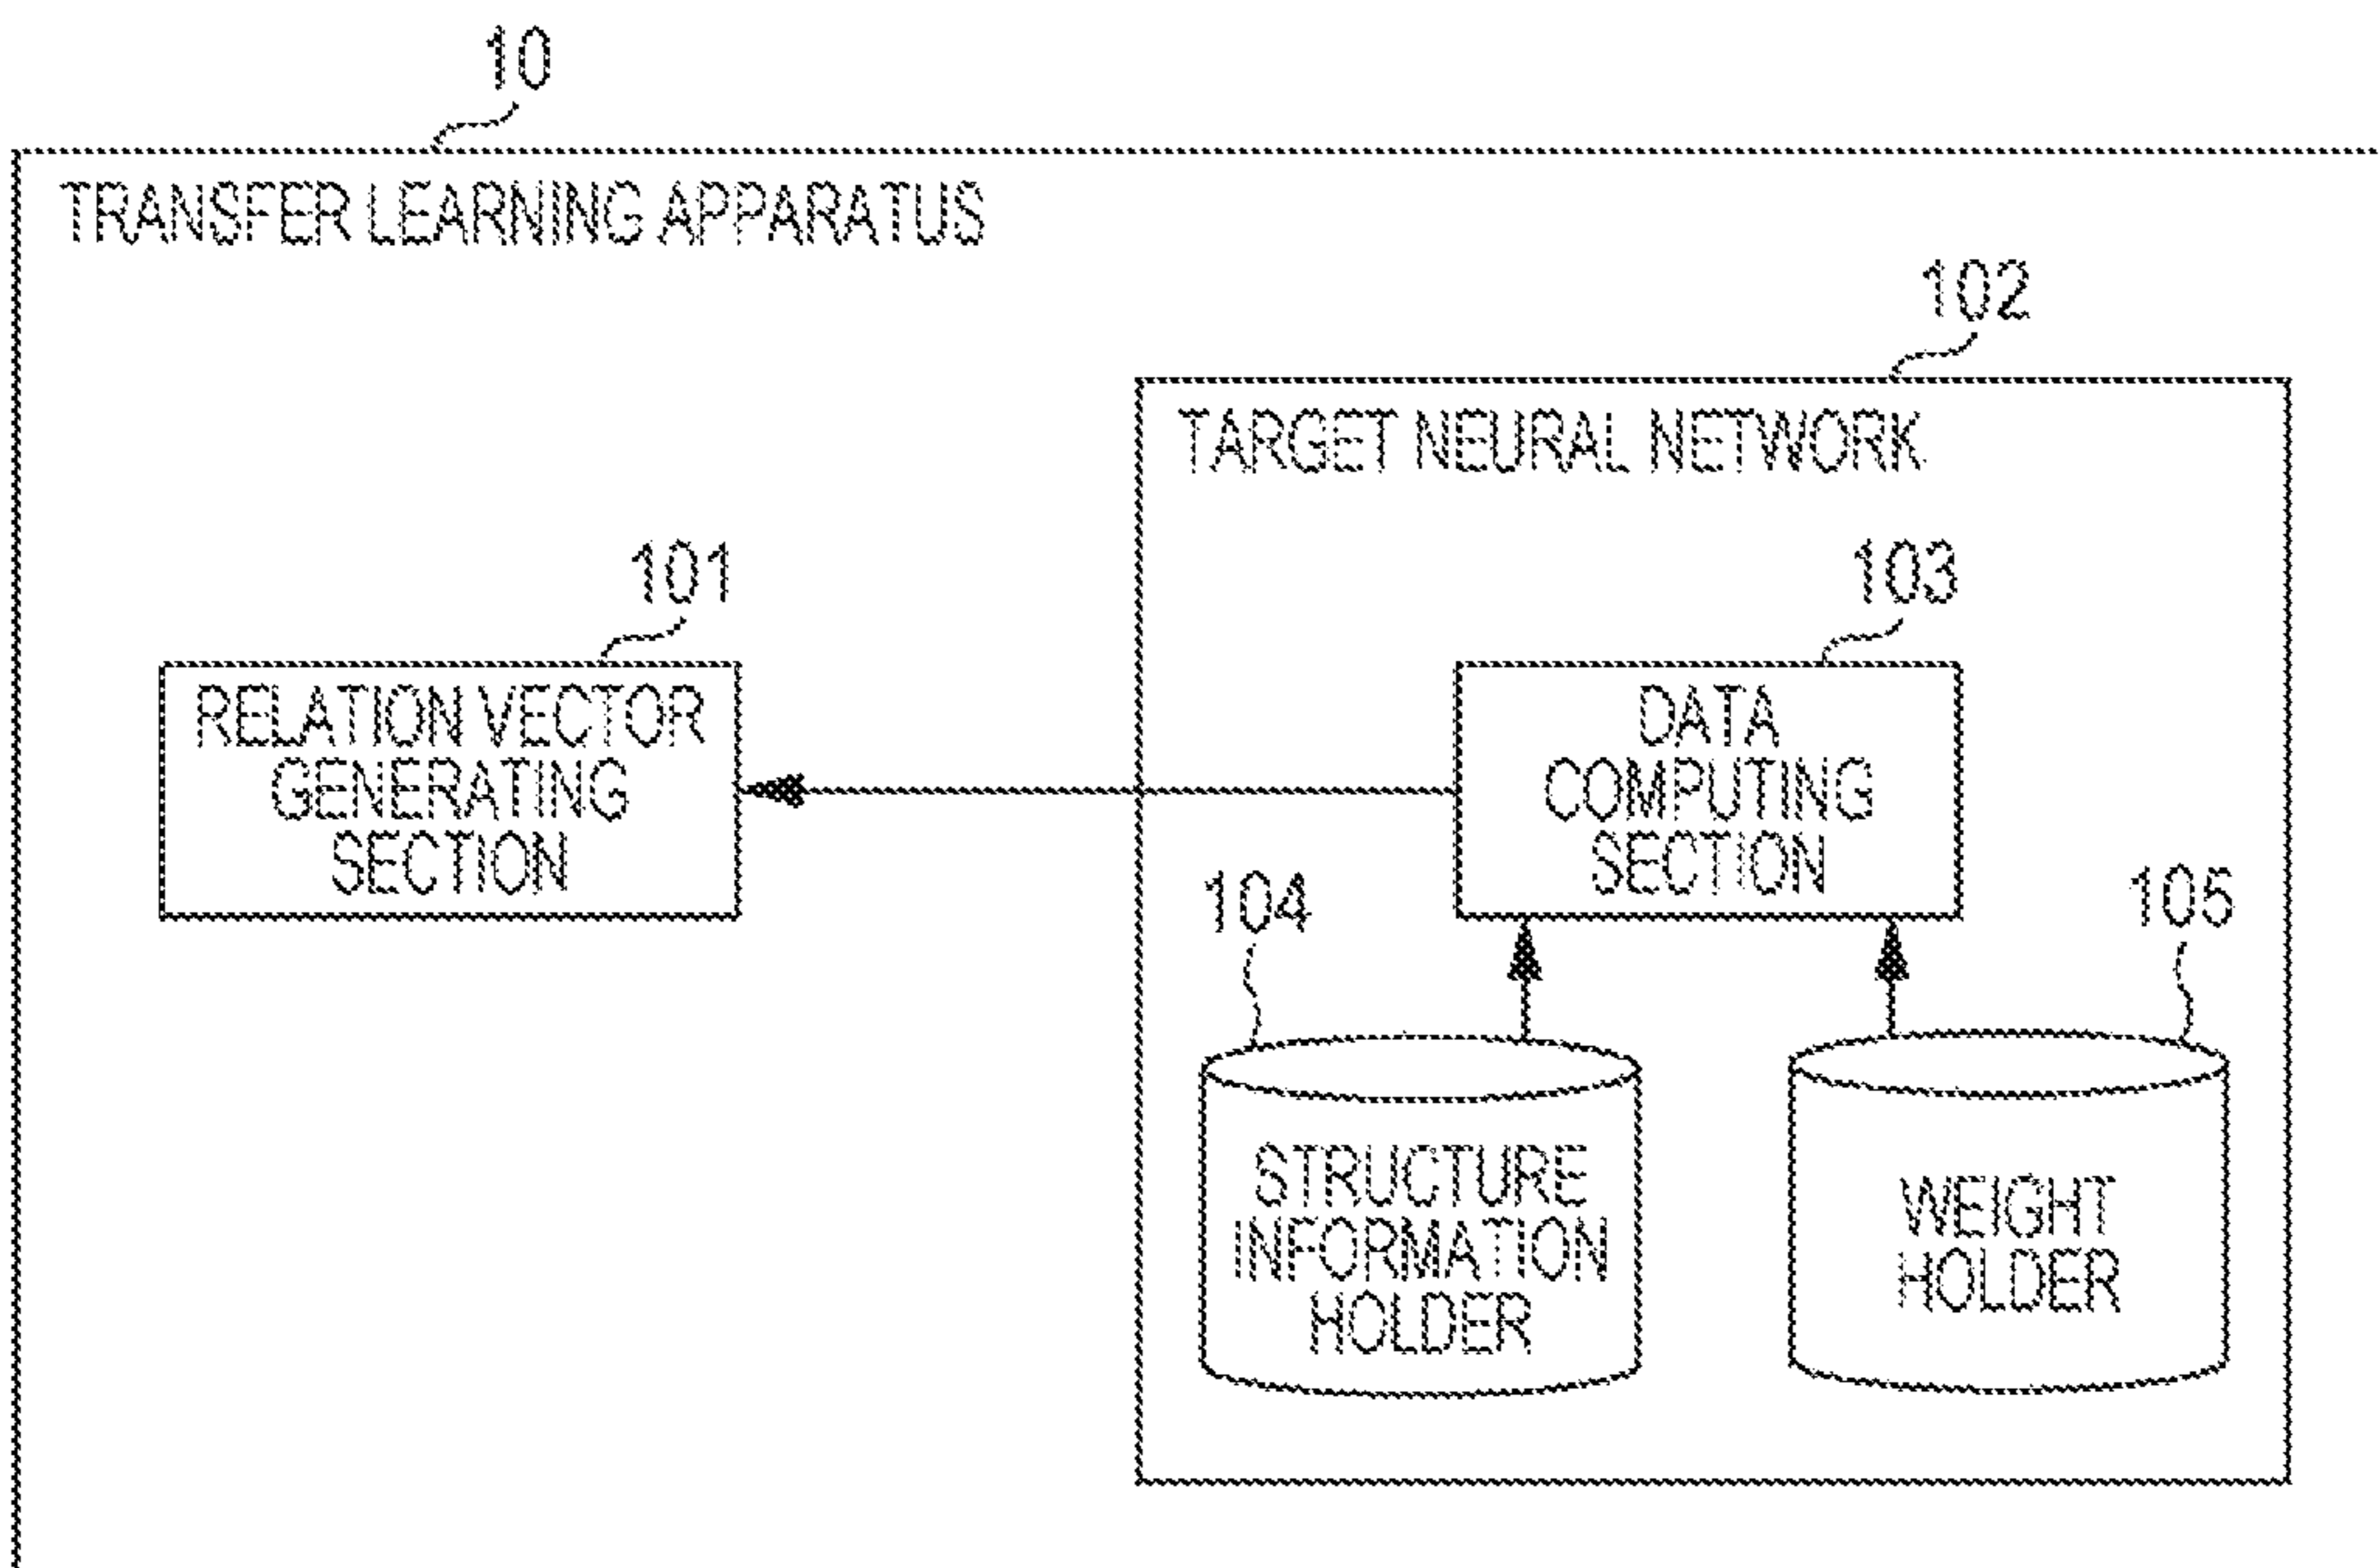 10
TRANSFER LEARNING APPARATUS
102
TARGET NEURAL NETWORK
101
103
RELATION VECTOR
GENERATING
SECTION
DATA
COMPUTING
SECTION
104
105
STRUCTURE
INFORMATION
HOLDER
WEIGHT
HOLDER